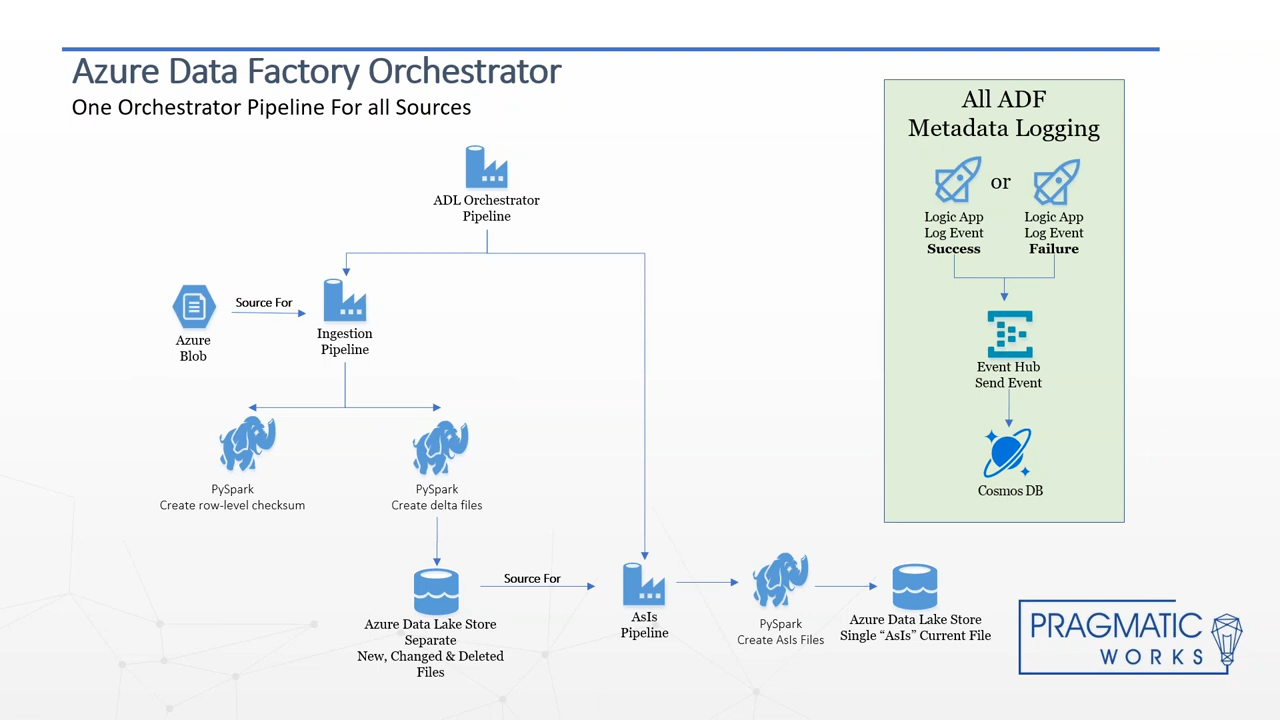 Azure Data Factory Orchestrator
One Orchestrator Pipeline For all Sources
All ADF
Metadata Logging
or
Logic App
Log Event
Success
Logic App
Log Event
Failure
Event Hub
Send Event
Cosmos DB
ADL Orchestrator
Pipeline
Azure
Blob
Source For
Ingestion
Pipeline
PySpark
Create row-level checksum
PySpark
Create delta files
Azure Data Lake Store
Separate
New, Changed & Deleted
Files
Source For
AsIs
Pipeline
PySpark
Create AsIs Files
Azure Data Lake Store
Single “AsIs” Current File
PRAGMATIC
WORKS